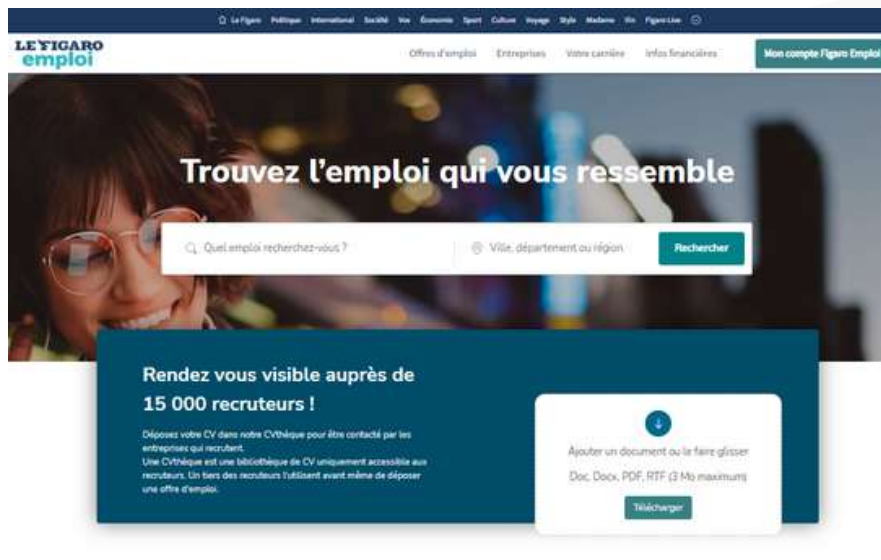 Le Figaro Politique International Société Vox Économie Sport Culture Voyage Style Madame Vin Figaro Live
LE FIGARO
emploi
Offres d'emploi Entreprises Votre carrière Infos financières Mon compte Figaro Emploi
Trouvez l'emploi qui vous ressemble
Quel emploi recherchez-vous ? Ville, département ou région Rechercher
Rendez vous visible auprès de
15 000 recruteurs !
Déposez votre CV dans notre CVthèque pour être contacté par les
entreprises qui recrutent.
Une CVthèque est une bibliothèque de CV uniquement accessible aux
recruteurs. Un tiers des recruteurs l'utilisent avant même de déposer
une offre d'emploi.
Ajouter un document ou le faire glisser
Doc, Docx, PDF, RTF (3 Mo maximum)
Télécharger